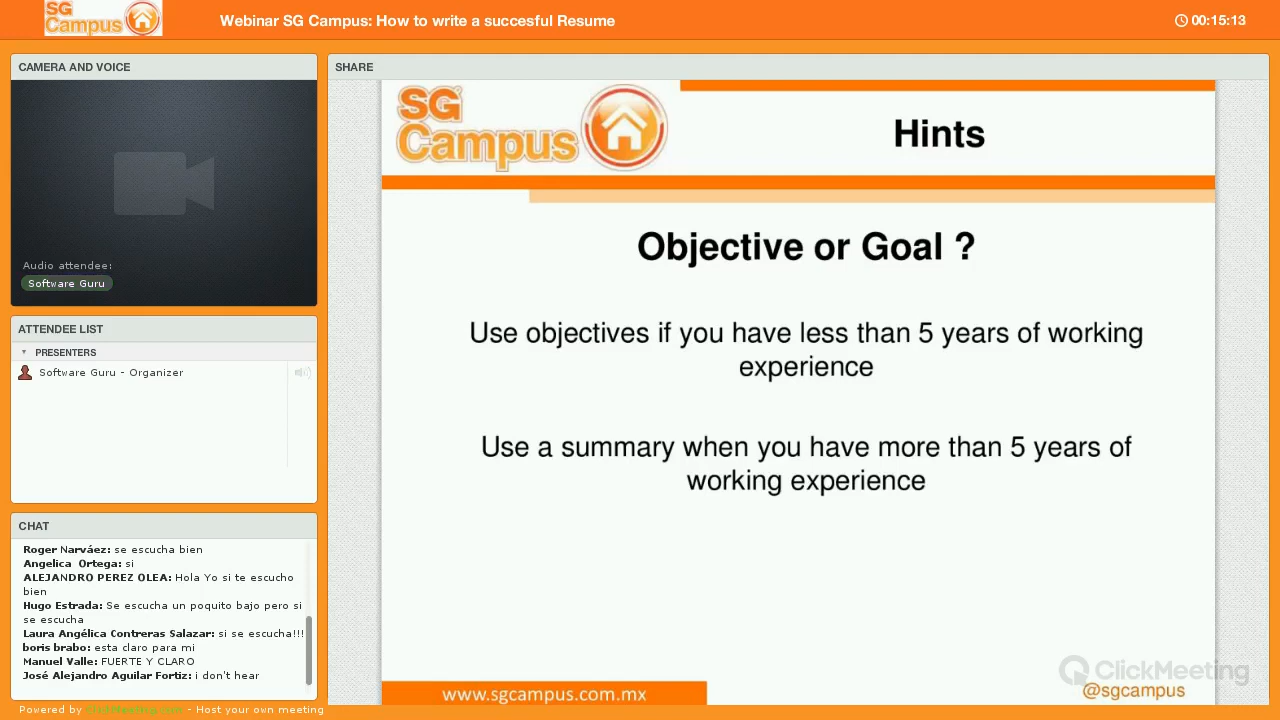 SG
Campus
Webinar SG Campus: How to write a succesful Resume
00:15:13
CAMERA AND VOICE
Audio attendee:
Software Guru
ATTENDEE LIST
PRESENTERS
Software Guru - Organizer
CHAT
Roger Narváez: se escucha bien
Angelica Ortega: si
ALEJANDRO PEREZ OLEA: Hola Yo si te escucho
bien
Hugo Estrada: Se escucha un poquito bajo pero si
se escucha
Laura Angélica Contreras Salazar: si se escucha!!!
boris brabo: esta claro para mi
Manuel Valle: FUERTE Y CLARO
José Alejandro Aguilar Fortiz: i don't hear
Powered by ClickMeeting.com - Host your own meeting
SHARE
SG
Campus
Hints
Objective or Goal ?
Use objectives if you have less than 5 years of working
experience
Use a summary when you have more than 5 years of
working experience
ClickMeeting
www.sgcampus.com.mx
@sgcampus